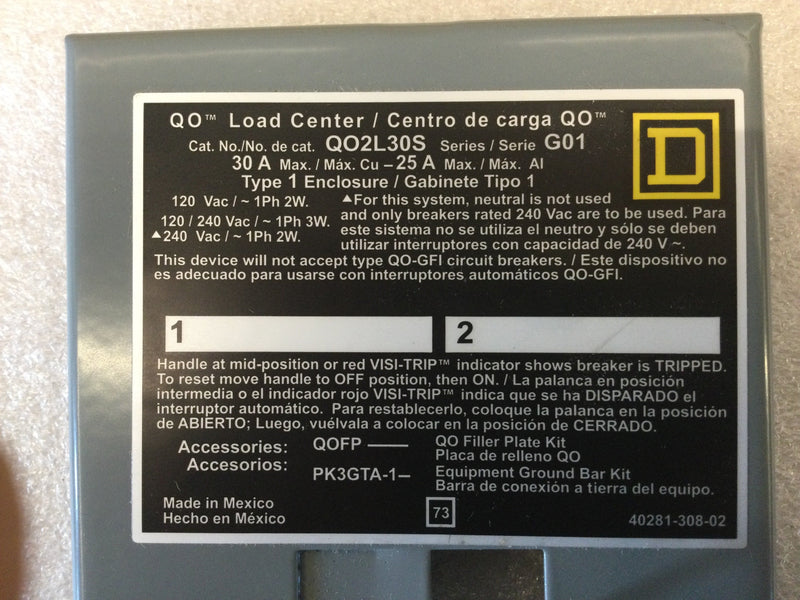 QO™ Load Center / Centro de carga QO™
Cat. No./No. de cat. QO2L30S Series / Serie G01
30 A Max. / Máx. Cu – 25 A Max. / Máx. Al
Type 1 Enclosure / Gabinete Tipo 1
120 Vac / ~ 1Ph 2W.
120 / 240 Vac / ~ 1Ph 3W.
▲240 Vac / ~ 1Ph 2W.
▲For this system, neutral is not used
and only breakers rated 240 Vac are to be used. Para
este sistema no se utiliza el neutro y sólo se deben
utilizar interruptores con capacidad de 240 V ~.
This device will not accept type QO-GFI circuit breakers. / Este dispositivo no
es adecuado para usarse con interruptores automáticos QO-GFI.
D
1
2
Handle at mid-position or red VISI-TRIP™ indicator shows breaker is TRIPPED.
To reset move handle to OFF position, then ON. / La palanca en posición
intermedia o el indicador rojo VISI-TRIP™ indica que se ha DISPARADO el
interruptor automático. Para restablecerlo, coloque la palanca en la posición
de ABIERTO; Luego, vuélvala a colocar en la posición de CERRADO.
Accessories: QOFP —— QO Filler Plate Kit
Accesorios: Placa de relleno QO
PK3GTA-1– Equipment Ground Bar Kit
Barra de conexión a tierra del equipo.
Made in Mexico
Hecho en México
73
40281-308-02